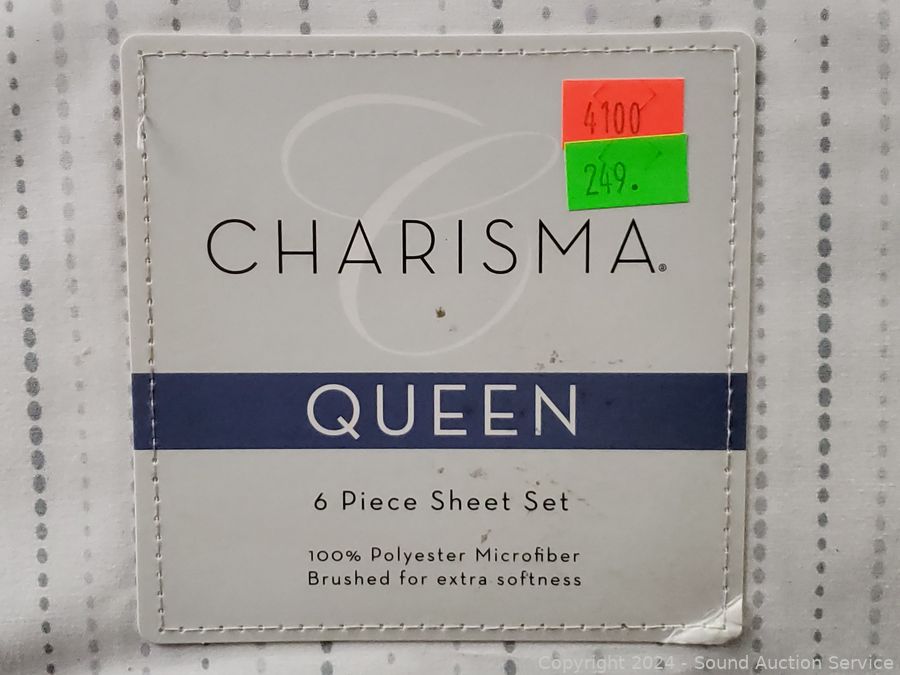 4100
249.
CHARISMA®
QUEEN
6 Piece Sheet Set
100% Polyester Microfiber
Brushed for extra softness
Copyright 2024 - Sound Auction Service